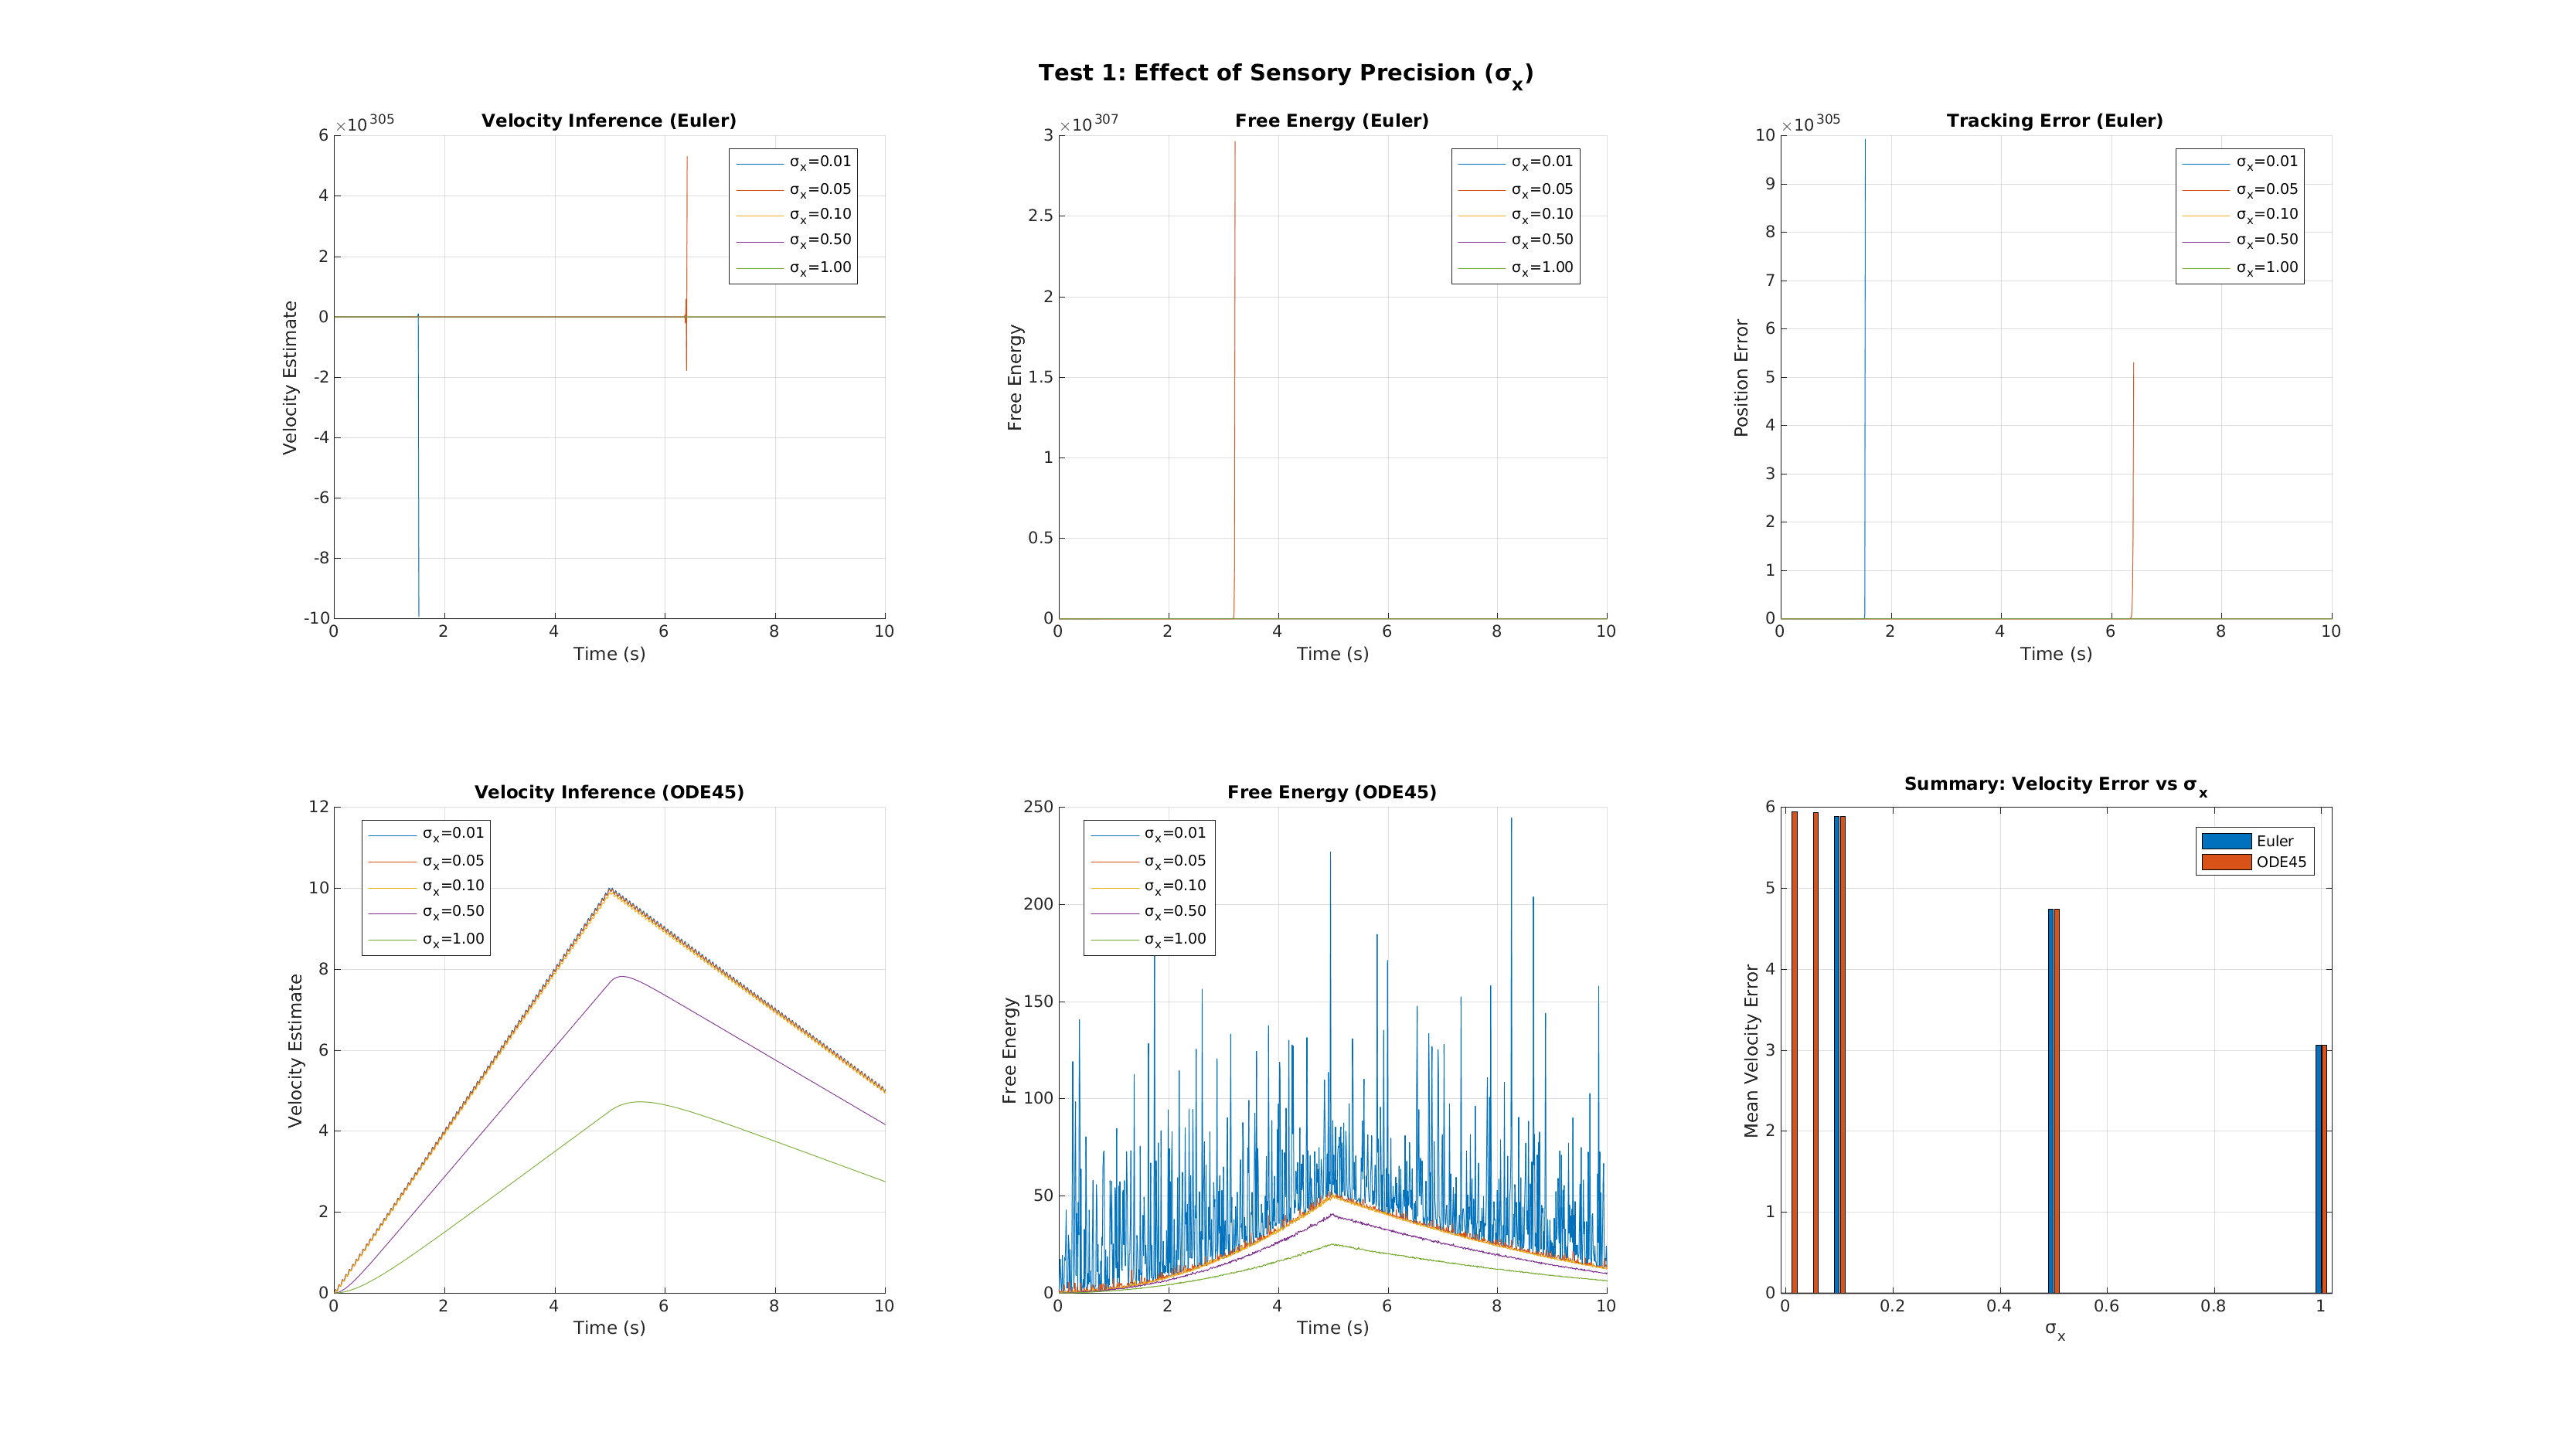 Test 1: Effect of Sensory Precision (σx)
Velocity Inference (Euler)
×10305
6
4
2
0
-2
-4
-6
-8
-10
0 2 4 6 8 10
Velocity Estimate
Time (s)
σx=0.01
σx=0.05
σx=0.10
σx=0.50
σx=1.00
Free Energy (Euler)
×10307
3
2.5
2
1.5
1
0.5
0
0 2 4 6 8 10
Free Energy
Time (s)
σx=0.01
σx=0.05
σx=0.10
σx=0.50
σx=1.00
Tracking Error (Euler)
×10305
10
9
8
7
6
5
4
3
2
1
0
0 2 4 6 8 10
Position Error
Time (s)
σx=0.01
σx=0.05
σx=0.10
σx=0.50
σx=1.00
Velocity Inference (ODE45)
12
10
8
6
4
2
0
0 2 4 6 8 10
Velocity Estimate
Time (s)
σx=0.01
σx=0.05
σx=0.10
σx=0.50
σx=1.00
Free Energy (ODE45)
250
200
150
100
50
0
0 2 4 6 8 10
Free Energy
Time (s)
σx=0.01
σx=0.05
σx=0.10
σx=0.50
σx=1.00
Summary: Velocity Error vs σx
6
5
4
3
2
1
0
0 0.2 0.4 0.6 0.8 1
Mean Velocity Error
σx
Euler
ODE45